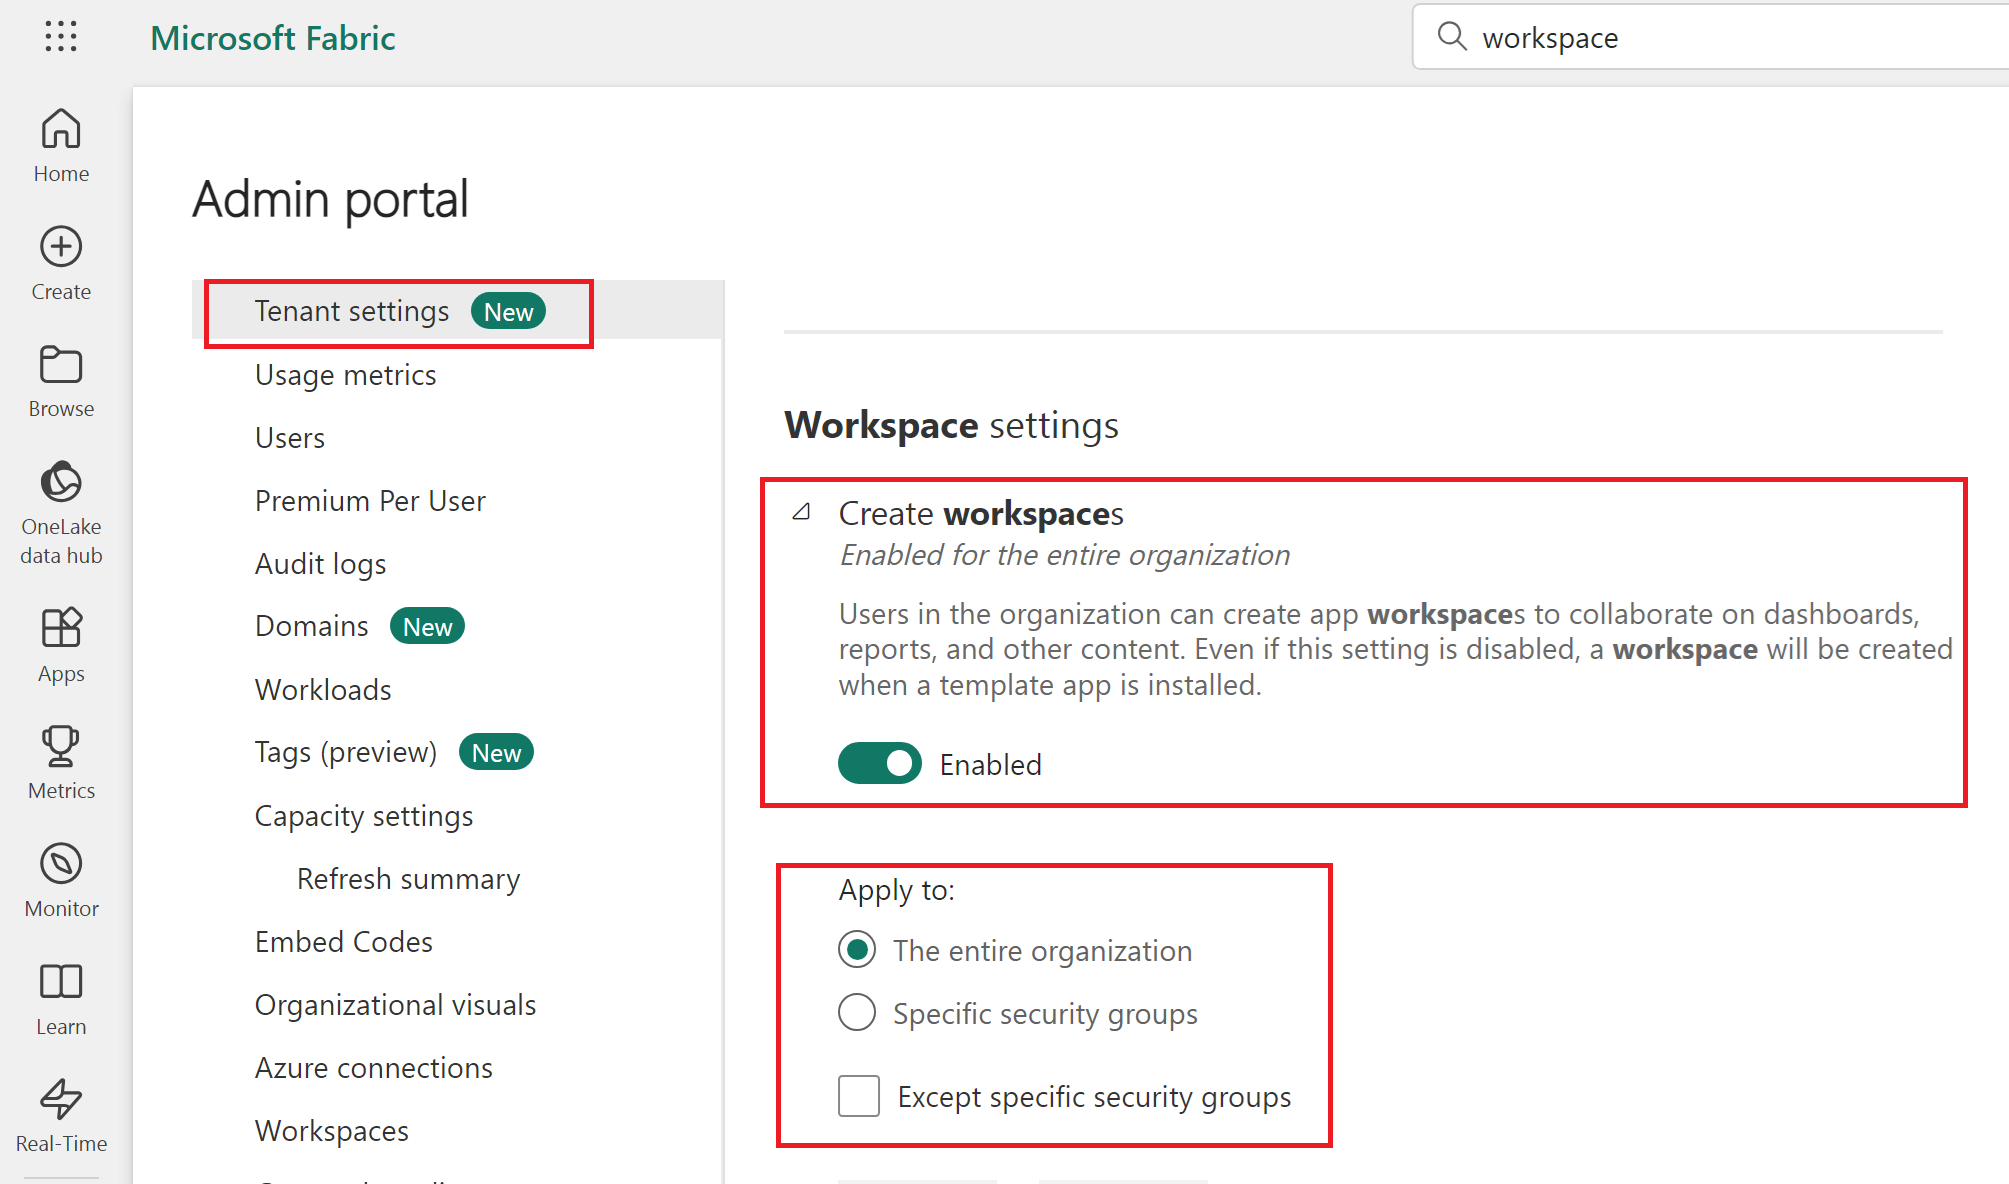 Microsoft Fabric
workspace
Home
Create
Browse
OneLake
data hub
Apps
Metrics
Monitor
Learn
Real-Time
Admin portal
Tenant settings New
Usage metrics
Users
Premium Per User
Audit logs
Domains New
Workloads
Tags (preview) New
Capacity settings
Refresh summary
Embed Codes
Organizational visuals
Azure connections
Workspaces
Workspace settings
Create workspaces
Enabled for the entire organization
Users in the organization can create app workspaces to collaborate on dashboards,
reports, and other content. Even if this setting is disabled, a workspace will be created
when a template app is installed.
Enabled
Apply to:
The entire organization
Specific security groups
Except specific security groups